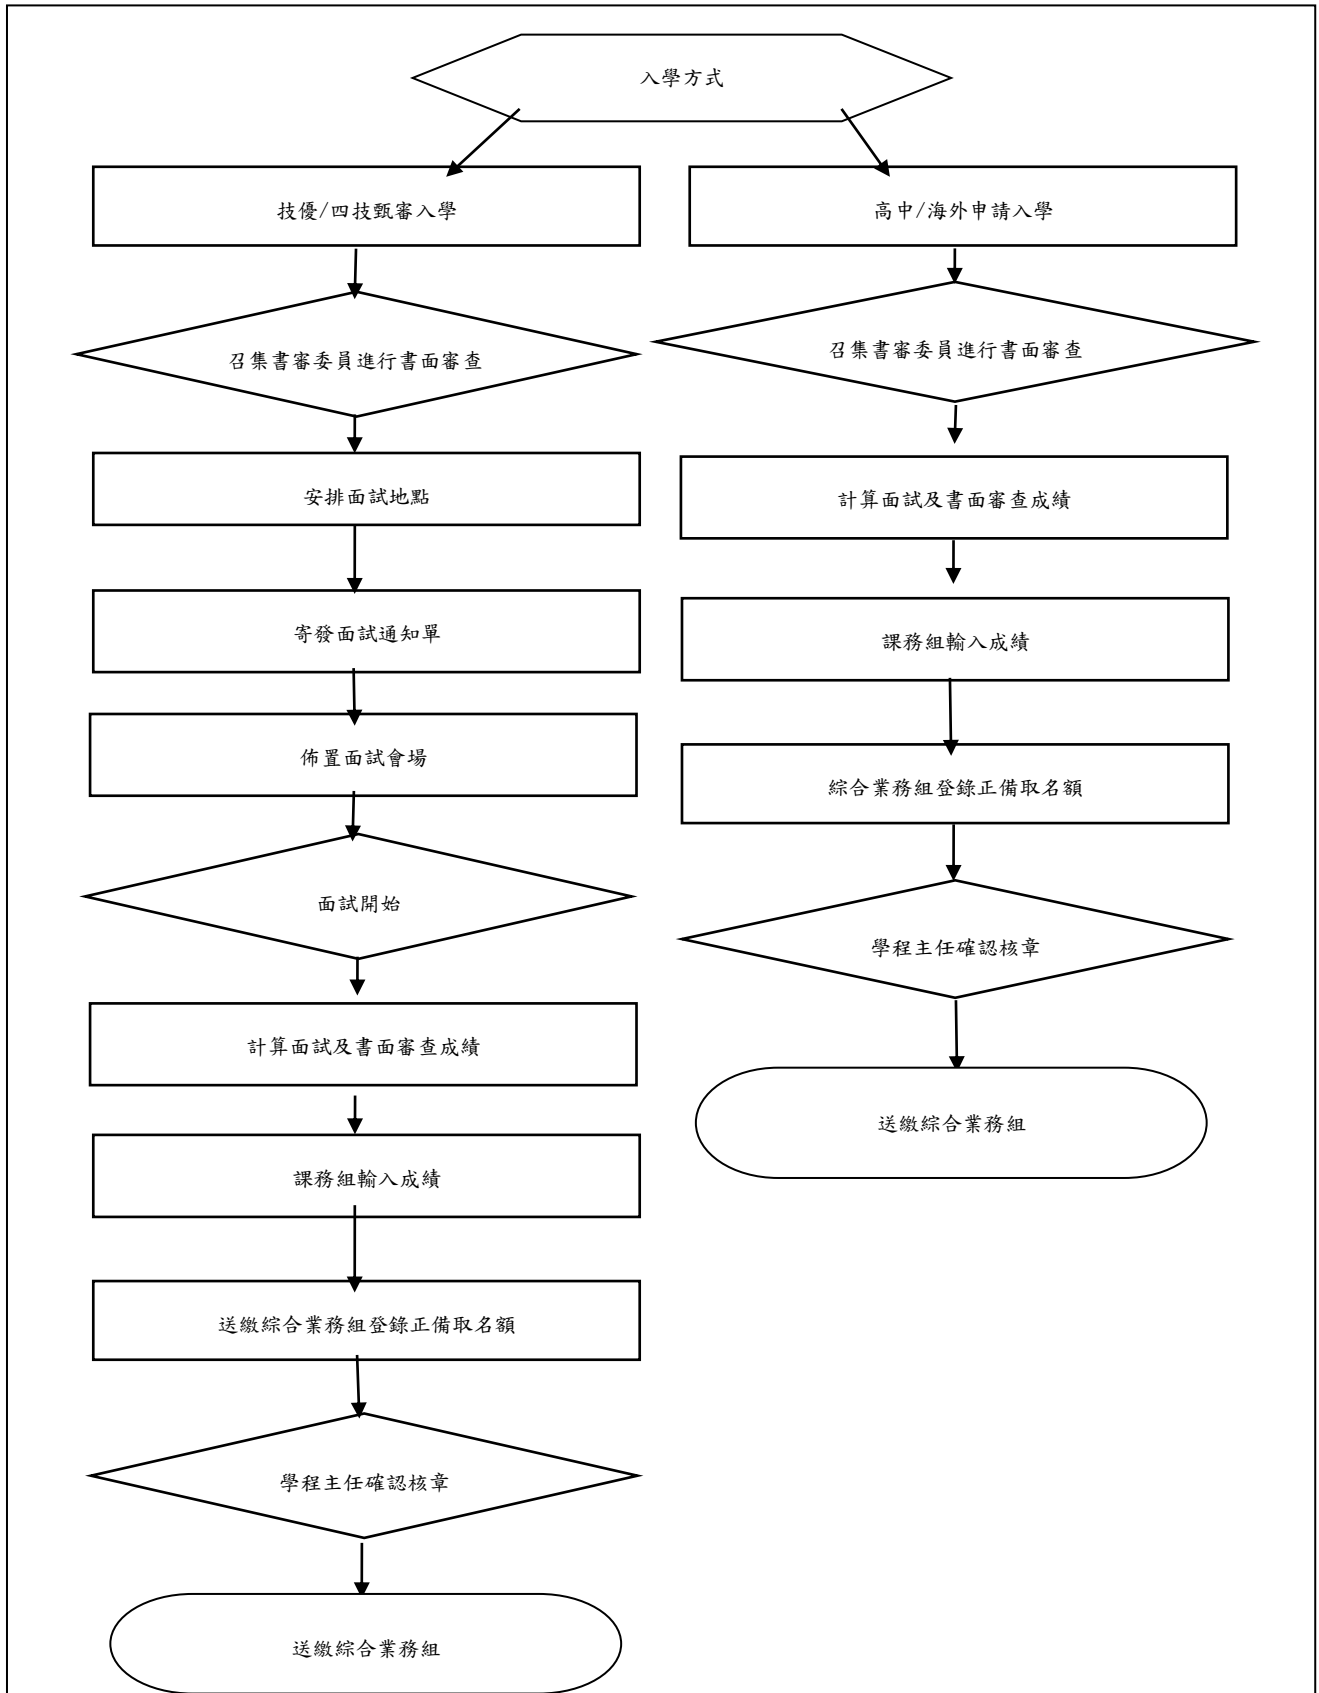 入學方式
技優/四技甄審入學
召集書審委員進行書面審查
安排面試地點
寄發面試通知單
佈置面試會場
面試開始
計算面試及書面審查成績
課務組輸入成績
送繳綜合業務組登錄正備取名額
學程主任確認核章
送繳綜合業務組
高中/海外申請入學
召集書審委員進行書面審查
計算面試及書面審查成績
課務組輸入成績
綜合業務組登錄正備取名額
學程主任確認核章
送繳綜合業務組